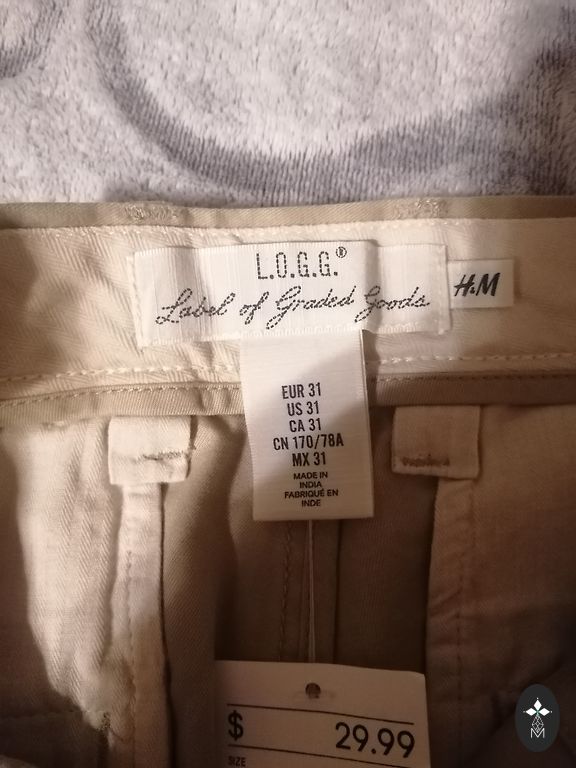 L.O.G.G.®
Label of Graded Goods
H&M
EUR 31
US 31
CA 31
CN 170/78A
MX 31
MADE IN
INDIA
FABRIQUÉ EN
INDE
$ 29.99
SIZE
M